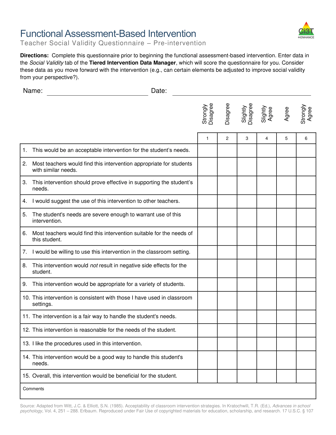 Functional Assessment-Based Intervention
Teacher Social Validity Questionnaire – Pre-intervention
Directions: Complete this questionnaire prior to beginning the functional assessment-based intervention. Enter data in
the Social Validity tab of the Tiered Intervention Data Manager, which will score the questionnaire for you. Consider
these data as you move forward with the intervention (e.g., can certain elements be adjusted to improve social validity
from your perspective?).
Name: Date:
Strongly Disagree
Disagree
Slightly Disagree
Slightly Agree
Agree
Strongly Agree
1 2 3 4 5 6
1. This would be an acceptable intervention for the student's needs.
2. Most teachers would find this intervention appropriate for students
with similar needs.
3. This intervention should prove effective in supporting the student's
needs.
4. I would suggest the use of this intervention to other teachers.
5. The student's needs are severe enough to warrant use of this
intervention.
6. Most teachers would find this intervention suitable for the needs of
this student.
7. I would be willing to use this intervention in the classroom setting.
8. This intervention would not result in negative side effects for the
student.
9. This intervention would be appropriate for a variety of students.
10. This intervention is consistent with those I have used in classroom
settings.
11. The intervention is a fair way to handle the student's needs.
12. This intervention is reasonable for the needs of the student.
13. I like the procedures used in this intervention.
14. This intervention would be a good way to handle this student's
needs.
15. Overall, this intervention would be beneficial for the student.
Comments
Source: Adapted from Witt, J.C. & Elliott, S.N. (1985). Acceptability of classroom intervention strategies. In Kratochwill, T. R. (Ed.), Advances in school
psychology, Vol. 4, 251 – 288. Erlbaum. Reproduced under Fair Use of copyrighted materials for education, scholarship, and research. 17 U.S.C. § 107